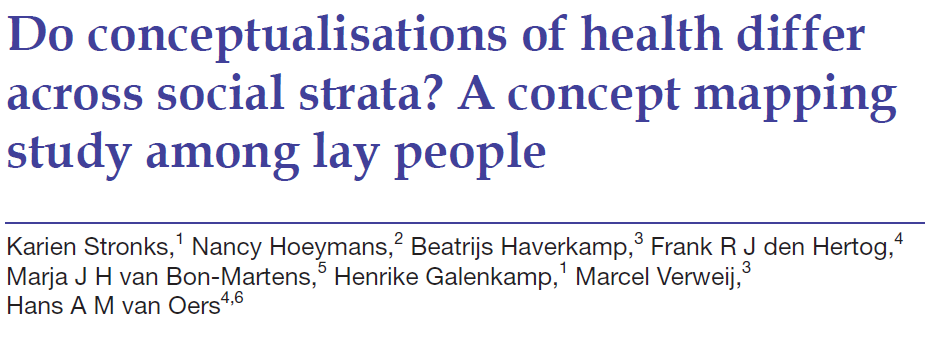 Do conceptualisations of health differ
across social strata? A concept mapping
study among lay people
Karien Stronks,1 Nancy Hoeymans,2 Beatrijs Haverkamp,3 Frank R J den Hertog,4
Marja J H van Bon-Martens,5 Henrike Galenkamp,1 Marcel Verweij,3
Hans A M van Oers4,6